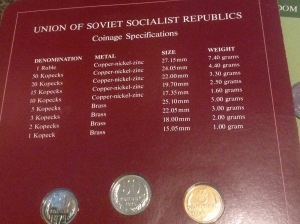 UNION OF SOVIET SOCIALIST REPUBLICS
Coinage Specifications
DENOMINATION METAL SIZE WEIGHT
1 Ruble Copper-nickel-zinc 27.15mm 7.40 grams
50 Kopecks Copper-nickel-zinc 24.05mm 4.40 grams
20 Kopecks Copper-nickel-zinc 22.00mm 3.30 grams
15 Kopecks Copper-nickel-zinc 19.70mm 2.50 grams
10 Kopecks Copper-nickel-zinc 17.35mm 1.60 grams
5 Kopecks Brass 25.10mm 5.00 grams
3 Kopecks Brass 22.05mm 3.00 grams
2 Kopecks Brass 18.00mm 2.00 grams
1 Kopeck Brass 15.05mm 1.00 gram
50